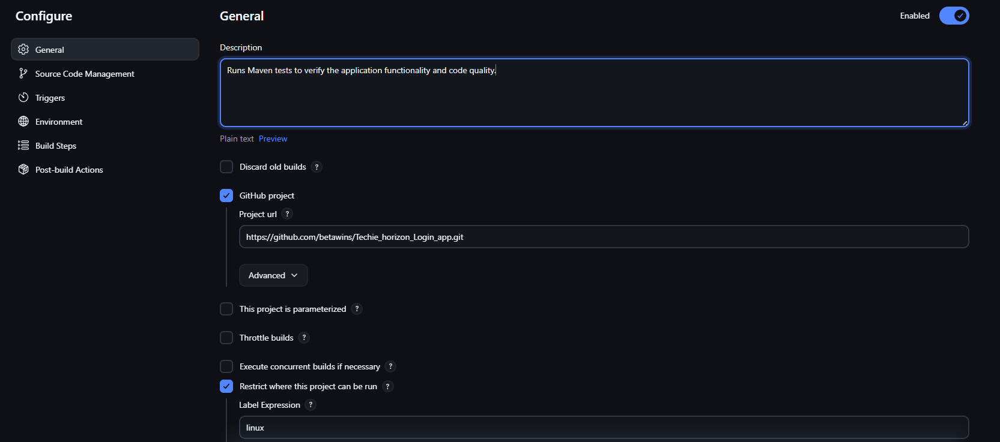 Configure
General
Source Code Management
Triggers
Environment
Build Steps
Post-build Actions
General
Enabled
Description
Runs Maven tests to verify the application functionality and code quality.
Plain text Preview
Discard old builds ?
GitHub project
Project url ?
https://github.com/betawins/Techie_horizon_Login_app.git
Advanced
This project is parameterized ?
Throttle builds ?
Execute concurrent builds if necessary ?
Restrict where this project can be run ?
Label Expression ?
linux